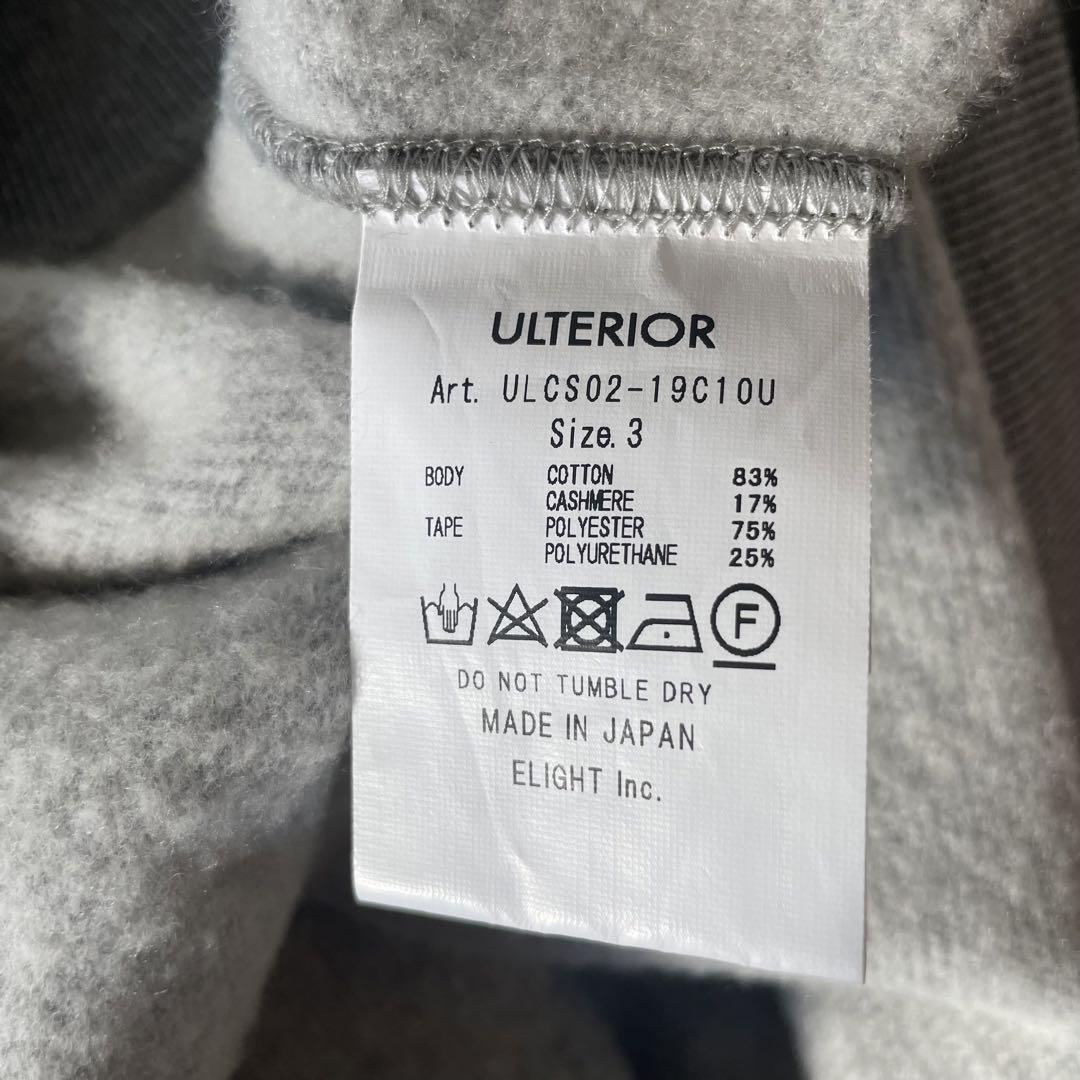 ULTERIOR
Art. ULCS02-19C10U
Size. 3
BODY COTTON 83%
CASHMERE 17%
TAPE POLYESTER 75%
POLYURETHANE 25%
F
DO NOT TUMBLE DRY
MADE IN JAPAN
ELIGHT Inc.